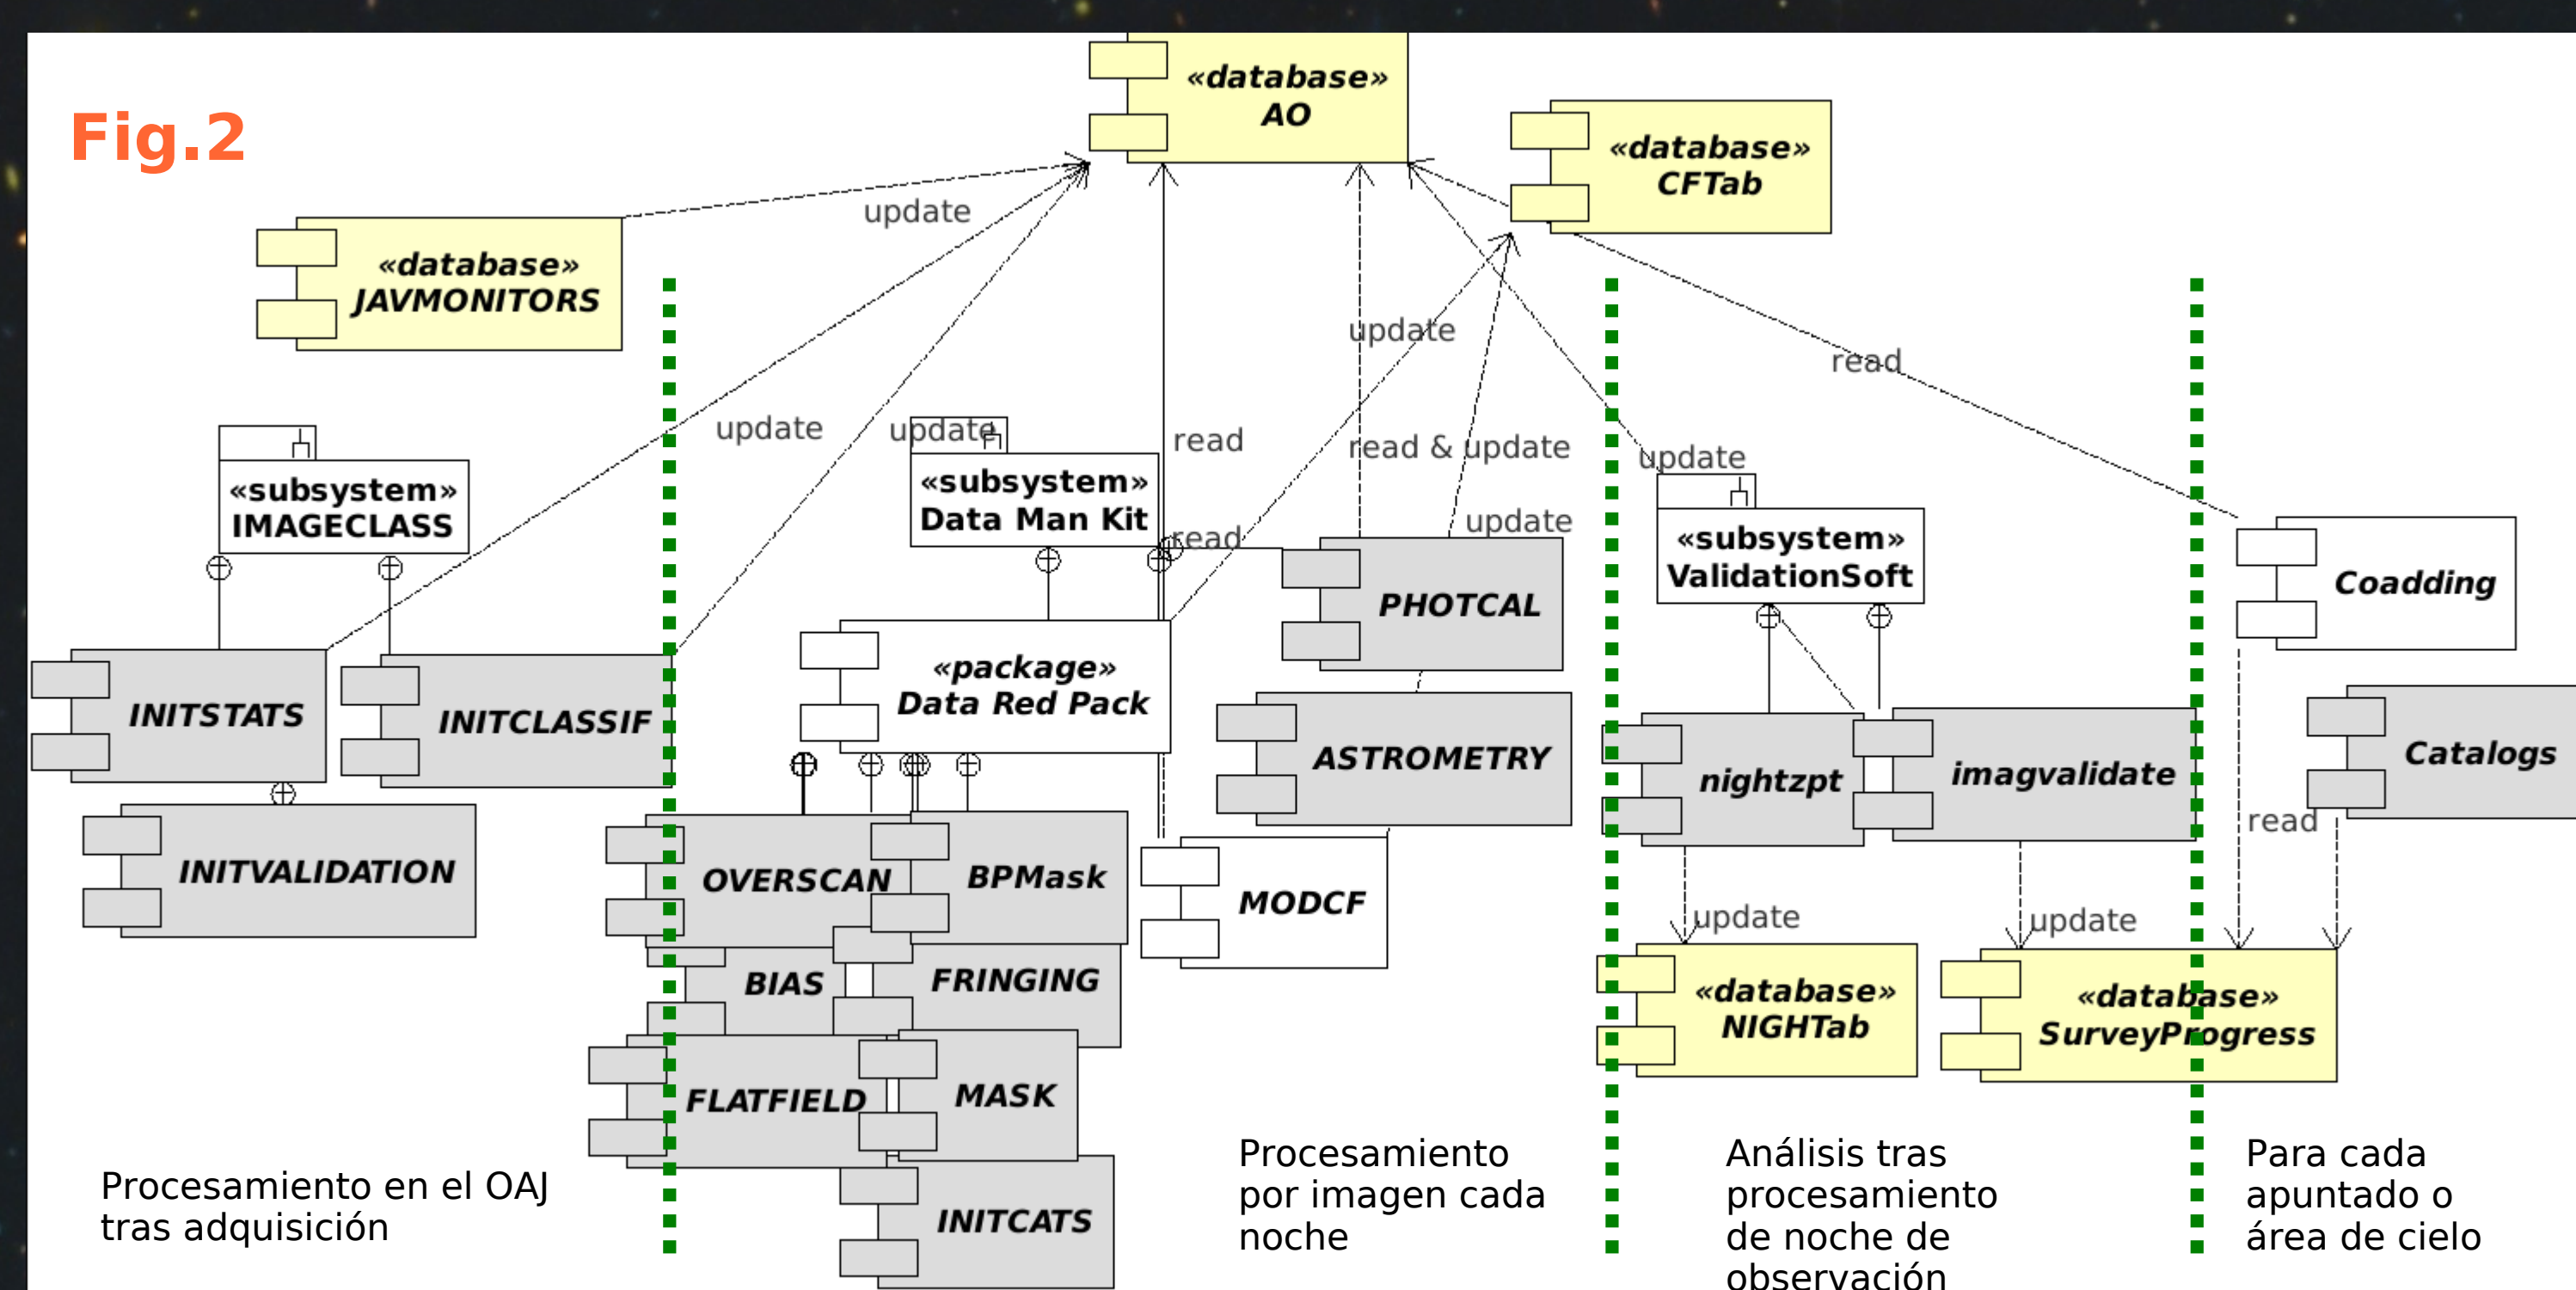 Fig.2
«database»
AO
«database»
CFTab
update
«database»
JAVMONITORS
update
read
update
update
read
read & update
update
«subsystem»
IMAGECLASS
«subsystem»
Data Man Kit
update
read
«subsystem»
ValidationSoft
Coadding
PHOTCAL
«package»
Data Red Pack
INITSTATS
INITCLASSIF
ASTROMETRY
nightzpt
imagvalidate
Catalogs
read
INITVALIDATION
OVERSCAN
BPMask
MODCF
update
update
BIAS
FRINGING
«database»
NIGHTab
«database»
SurveyProgress
FLATFIELD
MASK
INITCATS
Procesamiento en el OAJ
tras adquisición
Procesamiento
por imagen cada
noche
Análisis tras
procesamiento
de noche de
observación
Para cada
apuntado o
área de cielo